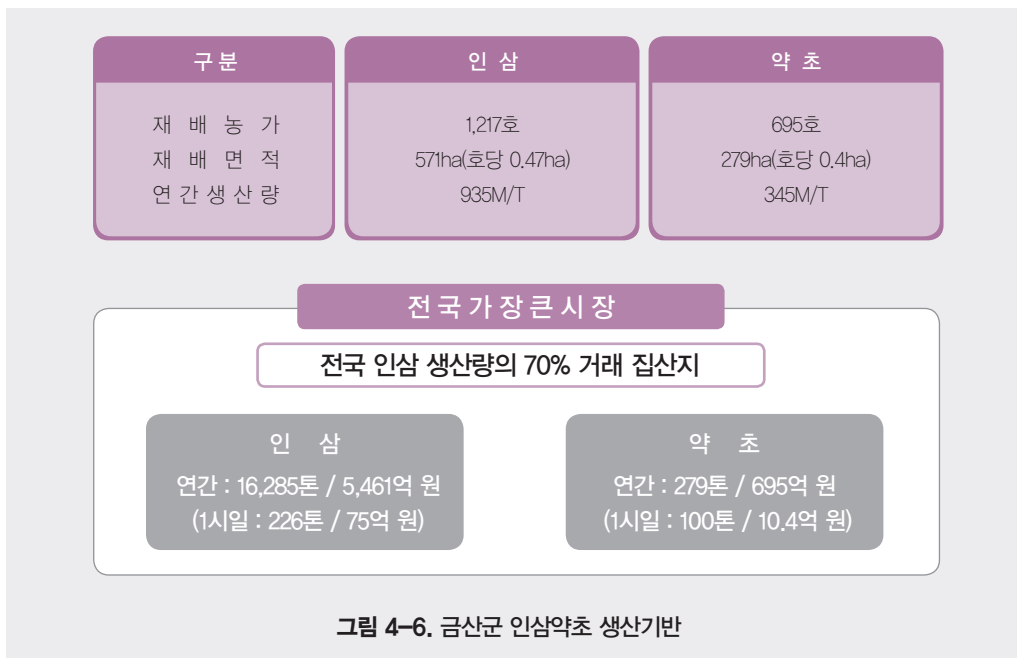 구 분 인 삼 약 초
재 배 농 가 1,217호 695호
재 배 면 적 571ha(호당 0.47ha) 279ha(호당 0.4ha)
연 간 생 산 량 935M/T 345M/T
전 국 가 장 큰 시 장
전국 인삼 생산량의 70% 거래 집산지
인 삼
연간 : 16,285톤 / 5,461억 원
(1시일 : 226톤 / 75억 원)
약 초
연간 : 279톤 / 695억 원
(1시일 : 100톤 / 10.4억 원)
그림 4-6. 금산군 인삼약초 생산기반